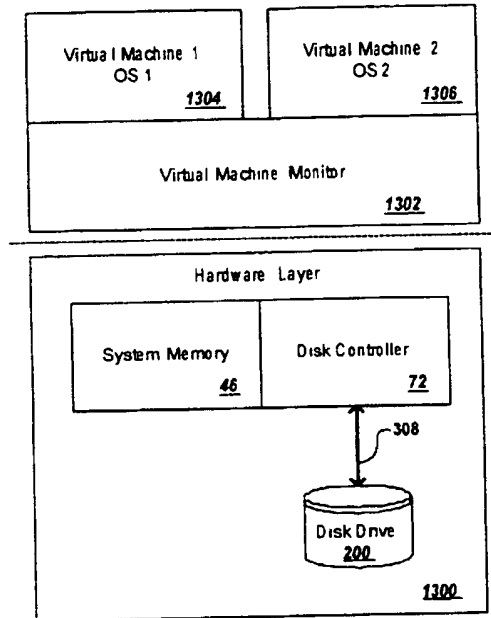 Virtual Machine 1
OS 1
1304
Virtual Machine 2
OS 2
1306
Virtual Machine Monitor
1302
Hardware Layer
System Memory
46
Disk Controller
72
308
Disk Drive
200
1300